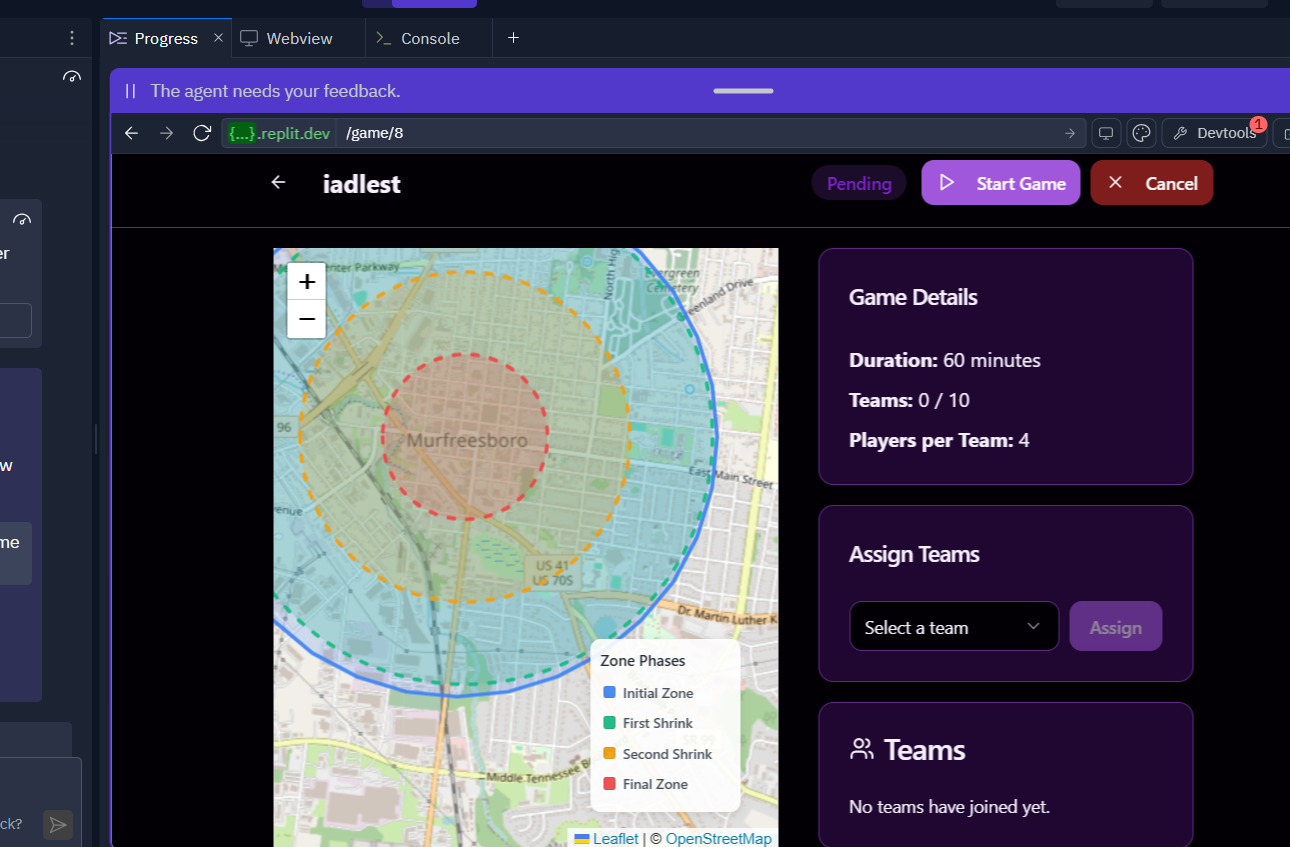 Progress
Webview
Console
The agent needs your feedback.
{...}.replit.dev /game/8
Devtools 1
iadlest
Pending
Start Game
Cancel
er
w
me
ck?
+
−
enter Parkway
North Hig
Evergreen
Cemetery
Greenland Drive
96
Murfreesboro
East Main Street
enue
US 41
US 70S
Dr. Martin Luther K
Middle Tennessee B
Zone Phases
Initial Zone
First Shrink
Second Shrink
Final Zone
Leaflet | © OpenStreetMap
Game Details
Duration: 60 minutes
Teams: 0 / 10
Players per Team: 4
Assign Teams
Select a team
Assign
Teams
No teams have joined yet.